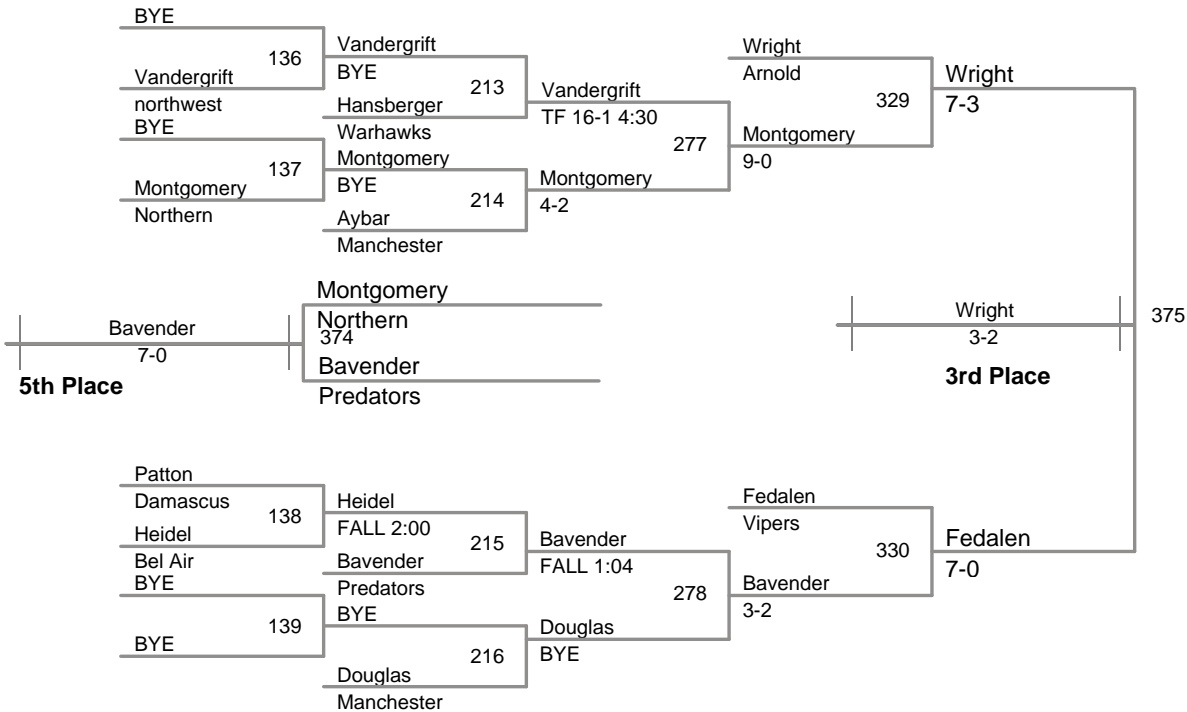 BYE
136
Vandergrift
northwest
BYE
137
Montgomery
Northern
Vandergrift
BYE
213
Hansberger
Warhawks
Montgomery
BYE
214
Aybar
Manchester
Vandergrift
TF 16-1 4:30
277
Montgomery
4-2
Wright
Arnold
329
Montgomery
9-0
Wright
7-3
Montgomery
Northern
374
Bavender
Predators
Bavender
7-0
5th Place
Wright
3-2
3rd Place
375
Patton
Damascus
138
Heidel
Bel Air
BYE
139
BYE
Heidel
FALL 2:00
215
Bavender
Predators
BYE
216
Douglas
Manchester
Bavender
FALL 1:04
278
Douglas
BYE
Fedalen
Vipers
330
Bavender
3-2
Fedalen
7-0